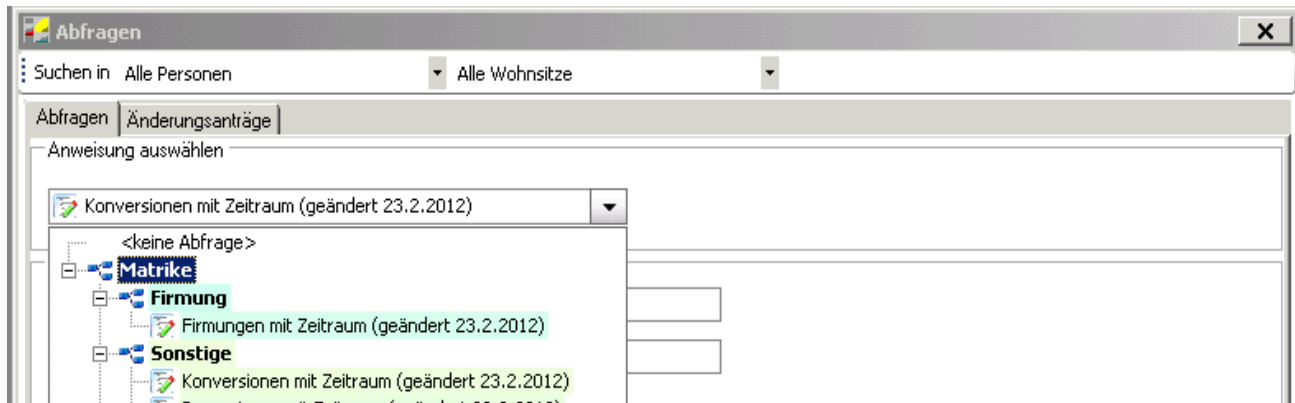 Abfragen
Suchen in Alle Personen Alle Wohnsitze
Abfragen Änderungsanträge
Anweisung auswählen
Konversionen mit Zeitraum (geändert 23.2.2012)
<keine Abfrage>
Matrike
Firmung
Firmungen mit Zeitraum (geändert 23.2.2012)
Sonstige
Konversionen mit Zeitraum (geändert 23.2.2012)